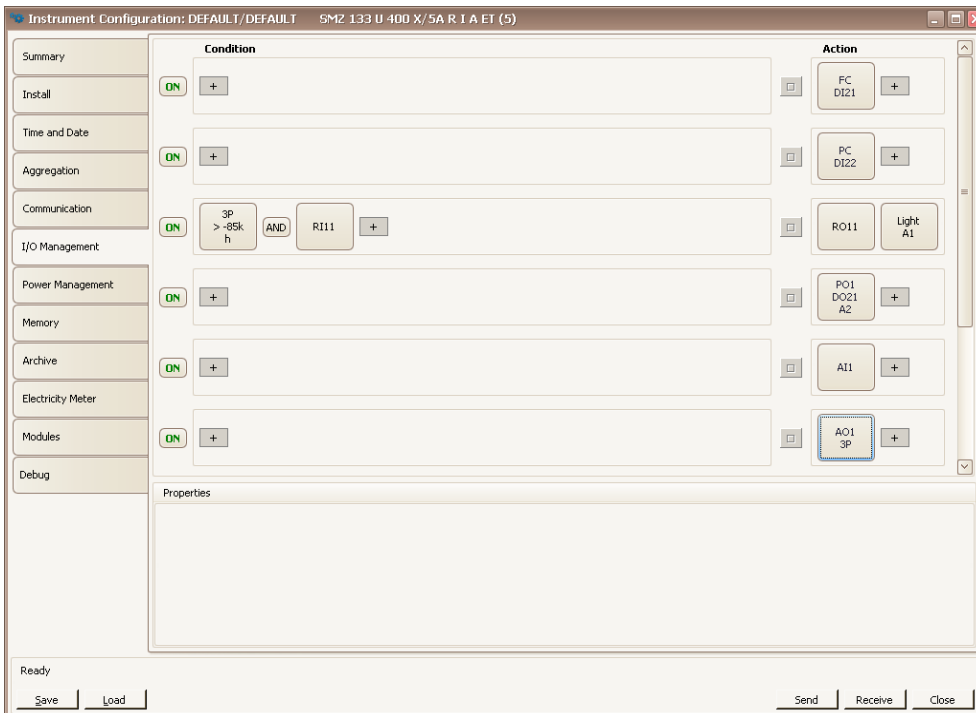 Instrument Configuration: DEFAULT/DEFAULT SMZ 133 U 400 X/5A R I A ET (5)
Summary
Install
Time and Date
Aggregation
Communication
I/O Management
Power Management
Memory
Archive
Electricity Meter
Modules
Debug
Condition
Action
ON
+
FC
DI21
+
ON
+
PC
DI22
+
ON
3P
> -85k
h
AND
RI11
+
RO11
Light
A1
ON
+
PO1
DO21
A2
+
ON
+
AI1
+
ON
+
AO1
3P
+
Properties
Ready
Save
Load
Send
Receive
Close